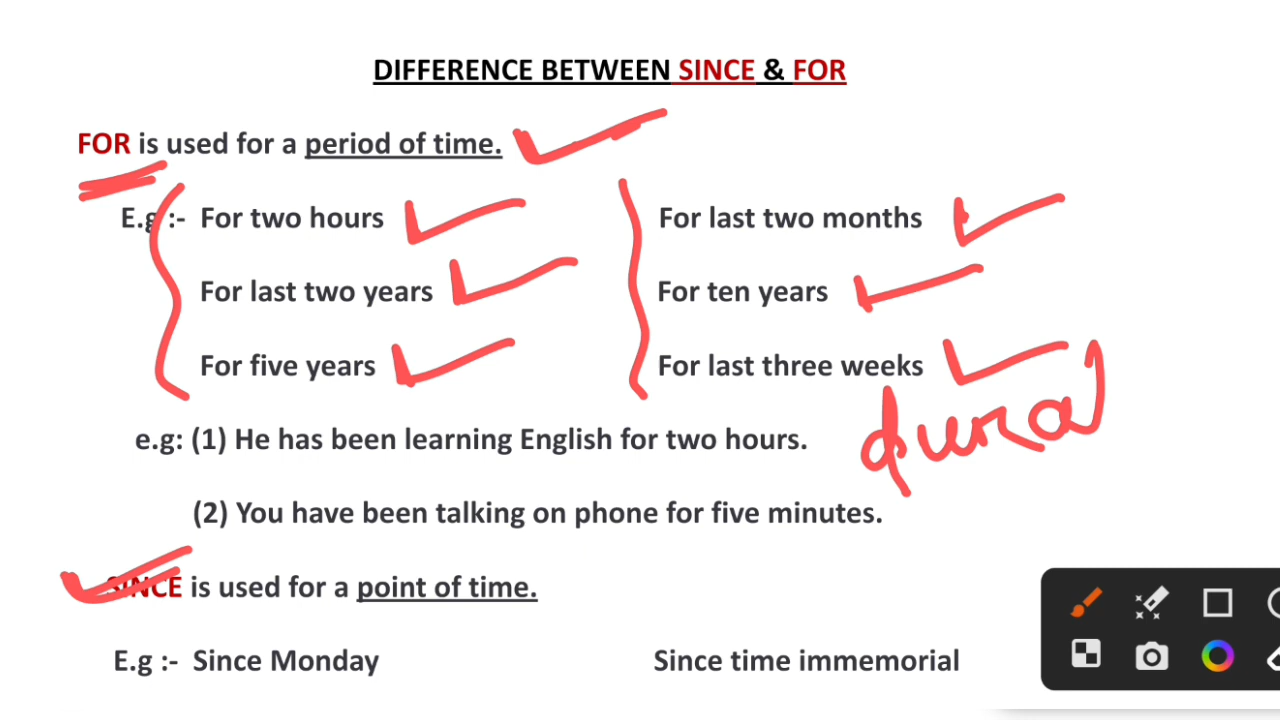 DIFFERENCE BETWEEN SINCE & FOR
FOR is used for a period of time.
E.g :- For two hours For last two months
For last two years For ten years
For five years For last three weeks
e.g: (1) He has been learning English for two hours.
(2) You have been talking on phone for five minutes.
SINCE is used for a point of time.
E.g :- Since Monday Since time immemorial